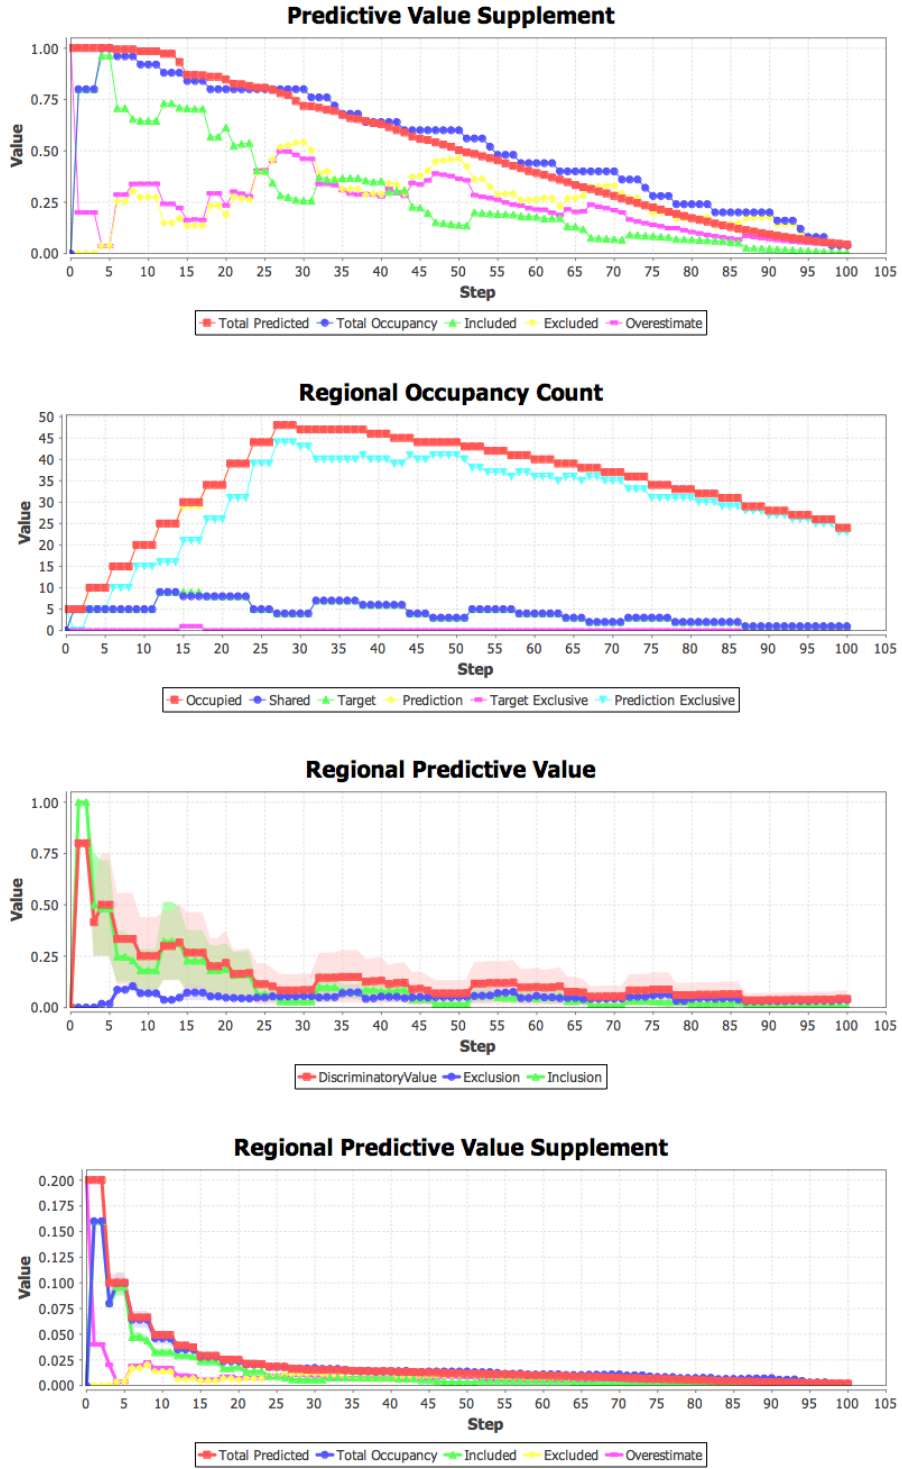 Predictive Value Supplement
1.00
0.75
0.50
0.25
0.00
Value
0 5 10 15 20 25 30 35 40 45 50 55 60 65 70 75 80 85 90 95 100 105
Step
Total Predicted Total Occupancy Included Excluded Overestimate
Regional Occupancy Count
50
45
40
35
30
25
20
15
10
5
0
Value
0 5 10 15 20 25 30 35 40 45 50 55 60 65 70 75 80 85 90 95 100 105
Step
Occupied Shared Target Prediction Target Exclusive Prediction Exclusive
Regional Predictive Value
1.00
0.75
0.50
0.25
0.00
Value
0 5 10 15 20 25 30 35 40 45 50 55 60 65 70 75 80 85 90 95 100 105
Step
DiscriminatoryValue Exclusion Inclusion
Regional Predictive Value Supplement
0.200
0.175
0.150
0.125
0.100
0.075
0.050
0.025
0.000
Value
0 5 10 15 20 25 30 35 40 45 50 55 60 65 70 75 80 85 90 95 100 105
Step
Total Predicted Total Occupancy Included Excluded Overestimate